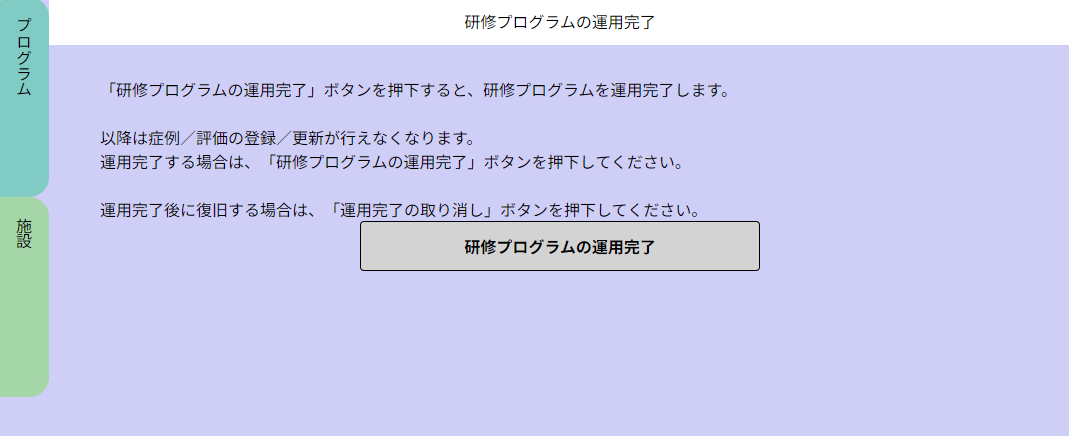 研修プログラムの運用完了
プログラム
「研修プログラムの運用完了」ボタンを押下すると、研修プログラムを運用完了します。
以降は症例／評価の登録／更新が行えなくなります。
運用完了する場合は、「研修プログラムの運用完了」ボタンを押下してください。
運用完了後に復旧する場合は、「運用完了の取り消し」ボタンを押下してください。
施設
研修プログラムの運用完了